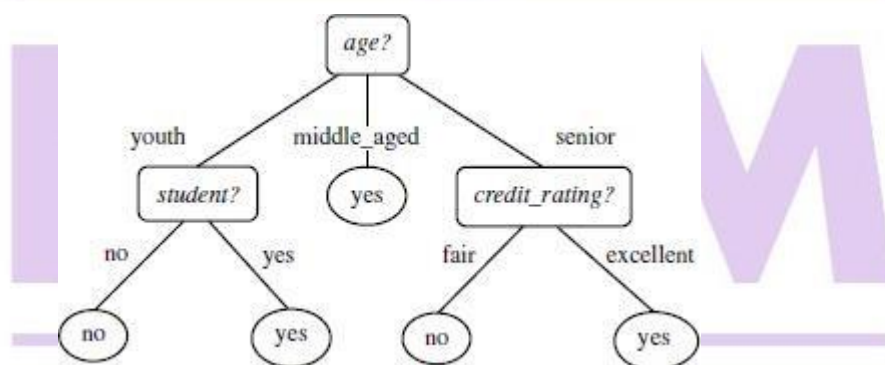 age?
youth
middle_aged
senior
student?
yes
credit_rating?
no
yes
fair
excellent
no
yes
no
yes